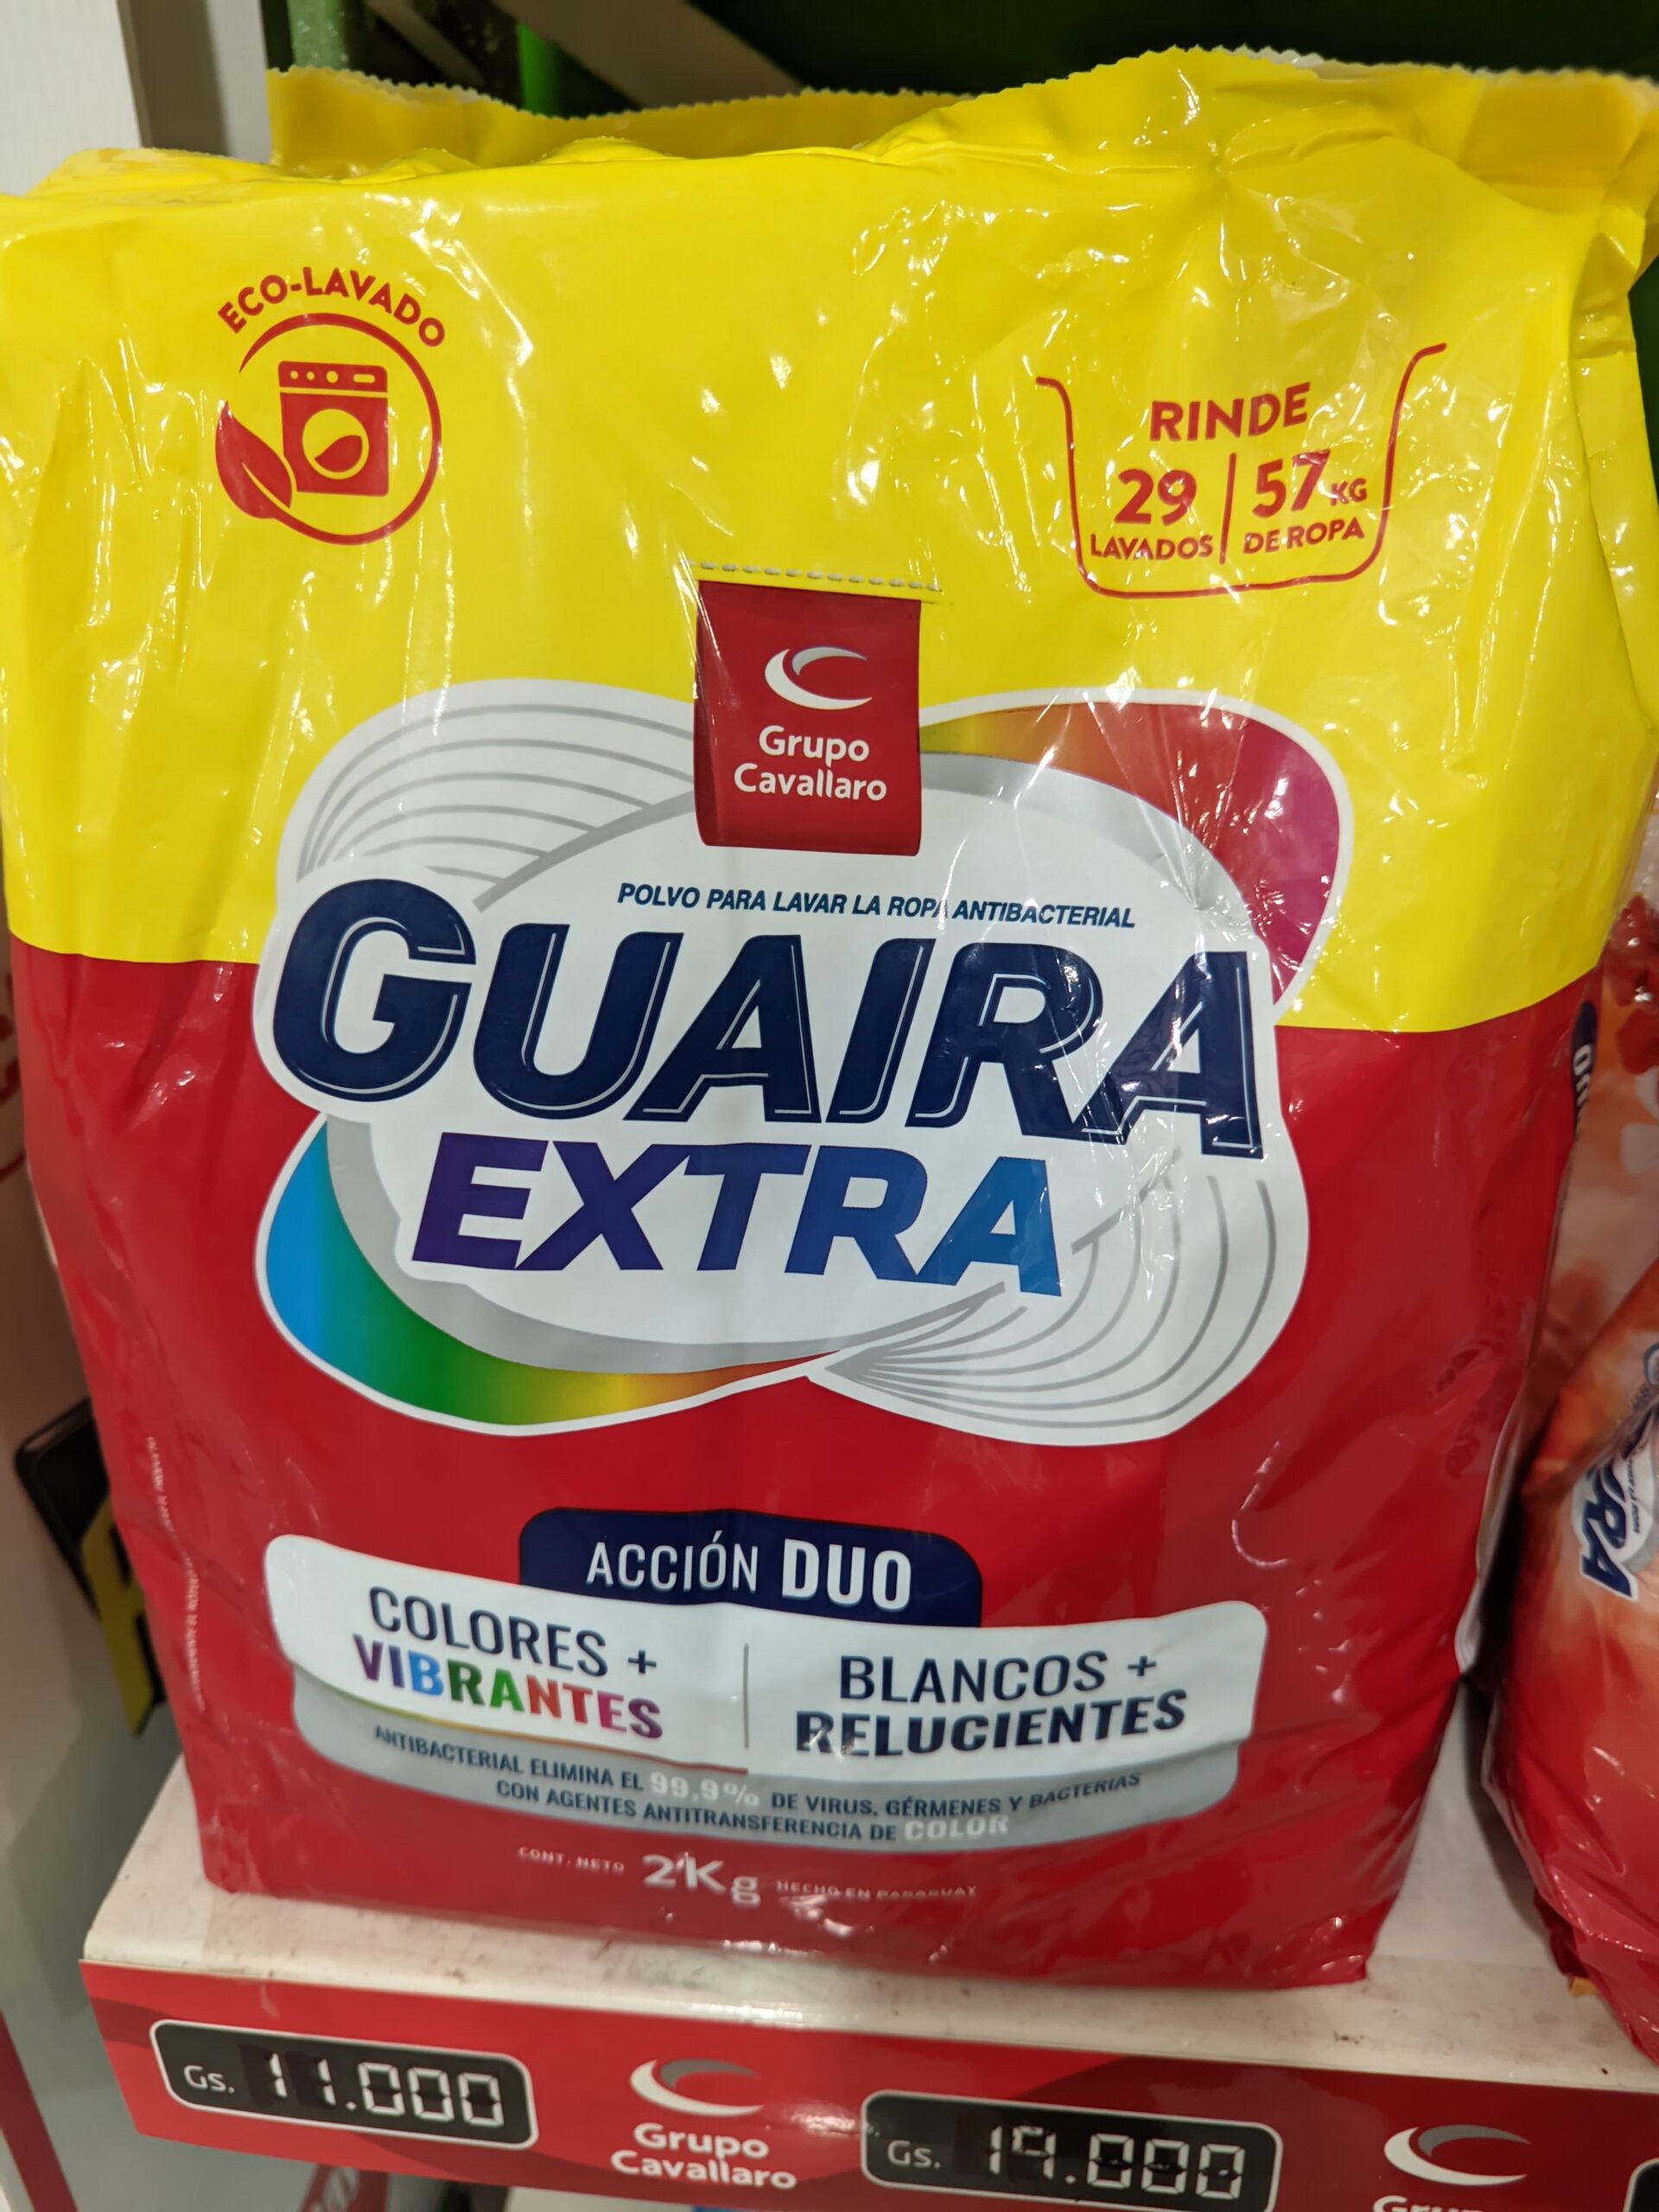 ECO-LAVADO
RINDE
29
LAVADOS
57 KG
DE ROPA
Grupo
Cavallaro
POLVO PARA LAVAR LA ROPA ANTIBACTERIAL
GUAIRA
EXTRA
ACCIÓN DUO
COLORES +
VIBRANTES
BLANCOS +
RELUCIENTES
ANTIBACTERIAL ELIMINA EL 99,9% DE VIRUS, GÉRMENES Y BACTERIAS
CON AGENTES ANTITRANSFERENCIA DE COLOR
CONT. NETO 2Kg HECHO EN PARAGUAY
Gs. 11.000
Grupo
Cavallaro
Gs. 19.000